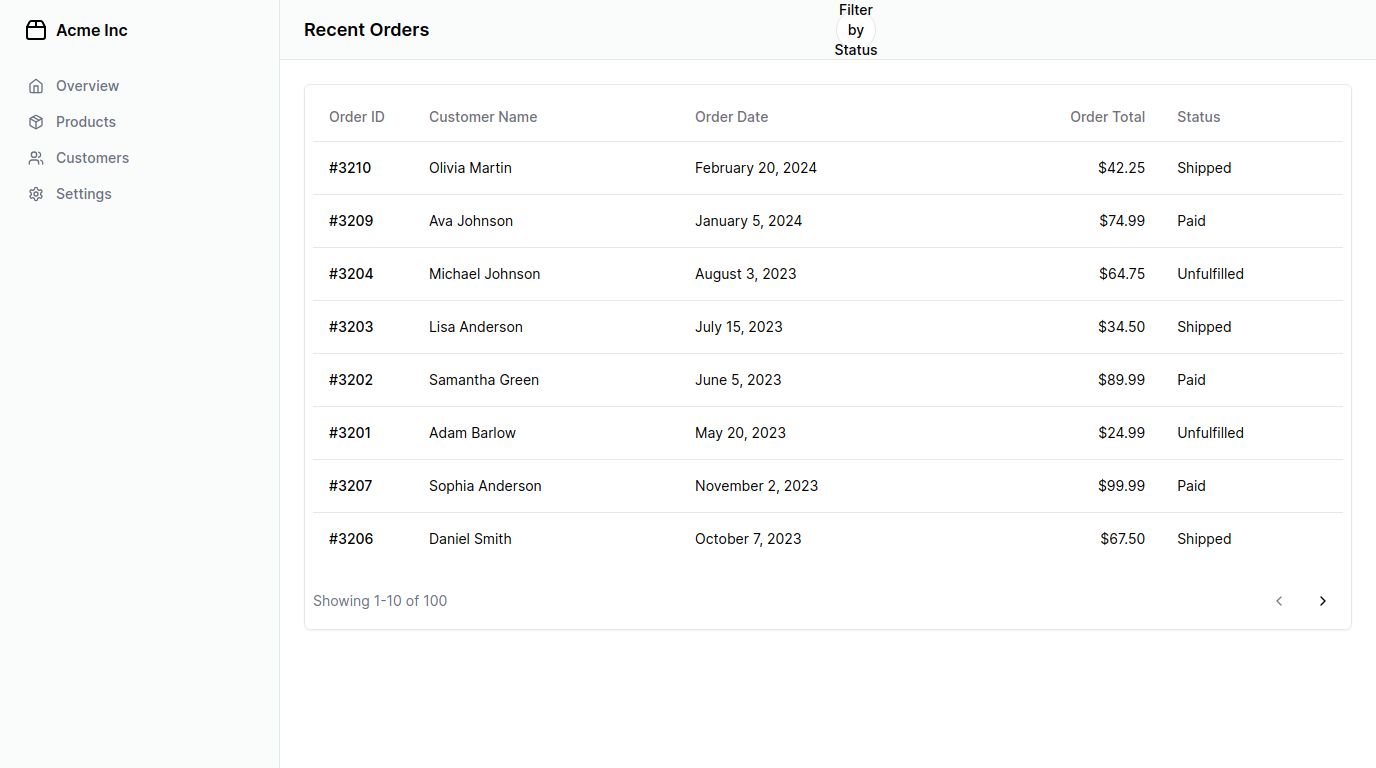 Acme Inc
Overview
Products
Customers
Settings
Recent Orders
Filter
by
Status
Order ID Customer Name Order Date Order Total Status
#3210 Olivia Martin February 20, 2024 $42.25 Shipped
#3209 Ava Johnson January 5, 2024 $74.99 Paid
#3204 Michael Johnson August 3, 2023 $64.75 Unfulfilled
#3203 Lisa Anderson July 15, 2023 $34.50 Shipped
#3202 Samantha Green June 5, 2023 $89.99 Paid
#3201 Adam Barlow May 20, 2023 $24.99 Unfulfilled
#3207 Sophia Anderson November 2, 2023 $99.99 Paid
#3206 Daniel Smith October 7, 2023 $67.50 Shipped
Showing 1-10 of 100